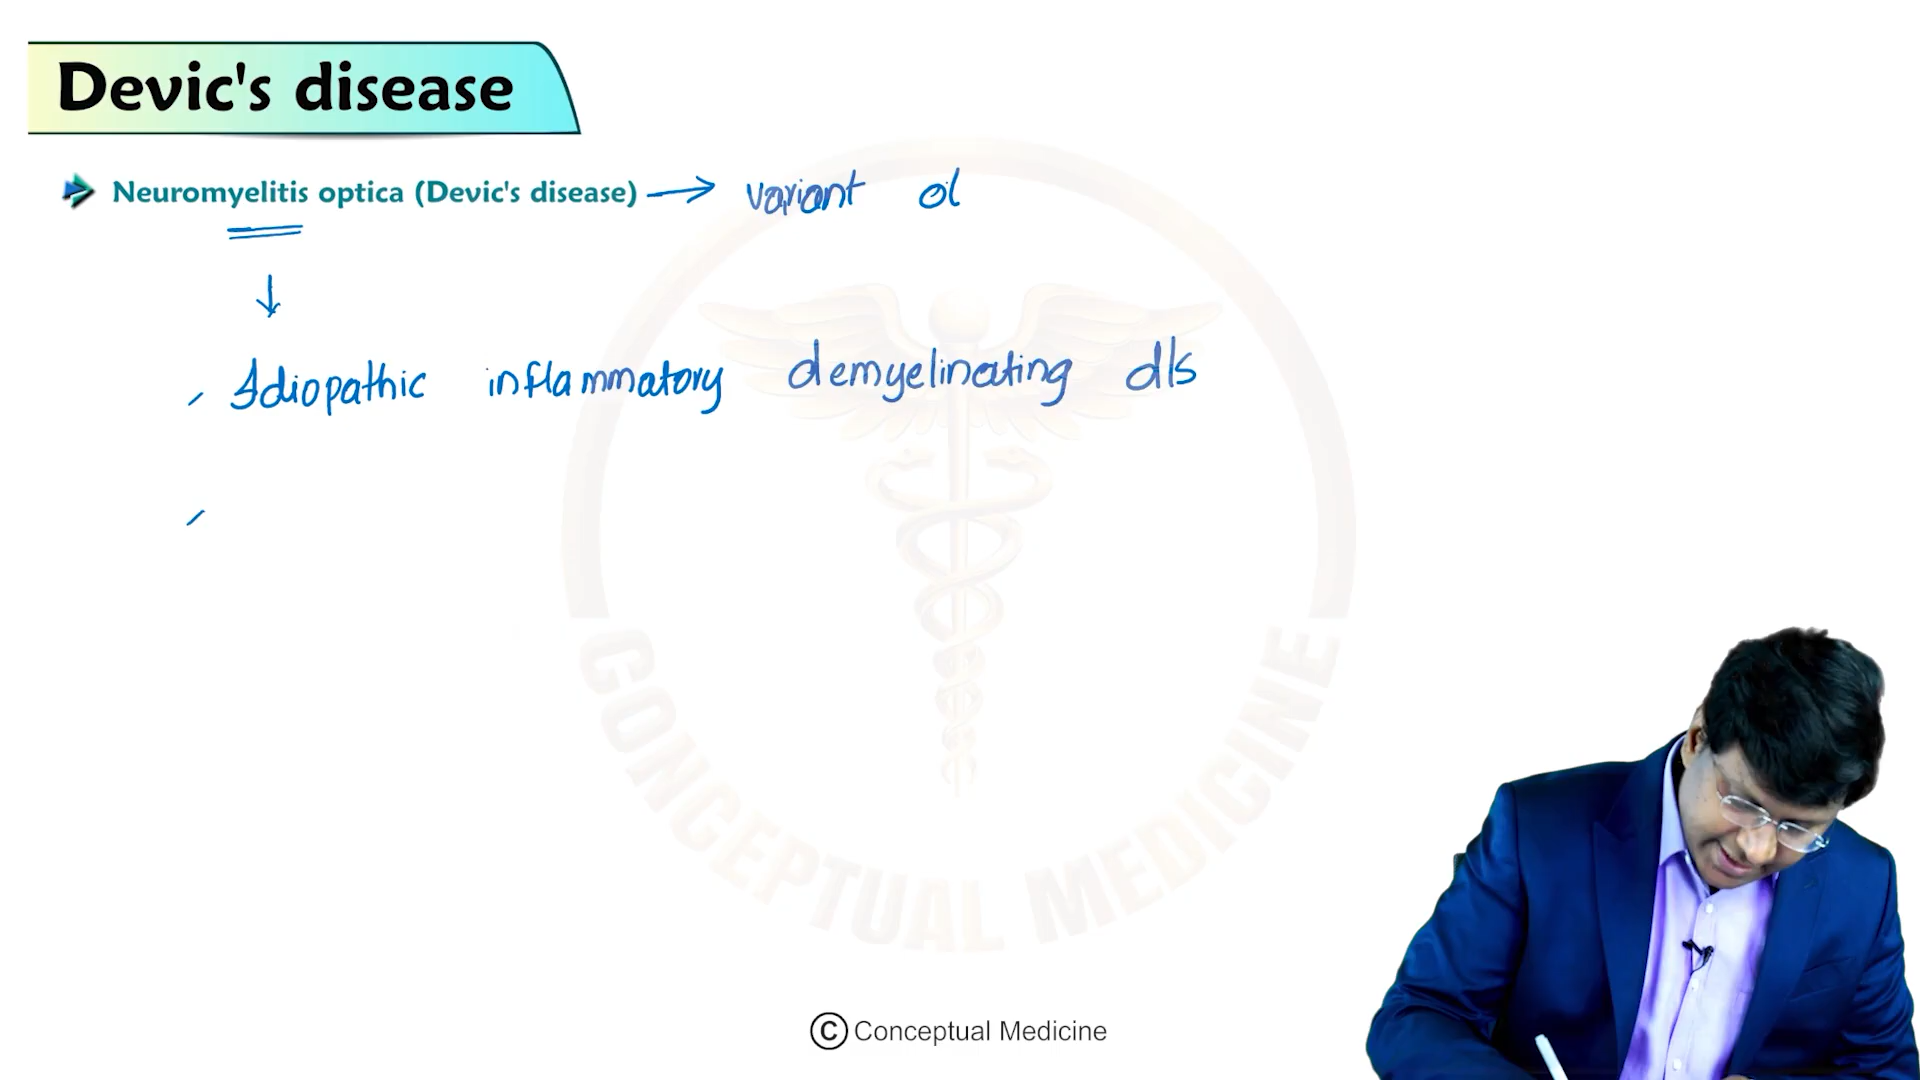 Devic's disease
Neuromyelitis optica (Devic's disease) → variant of
↓
Idiopathic inflammatory demyelinating d/s
CONCEPTUAL MEDICINE
© Conceptual Medicine